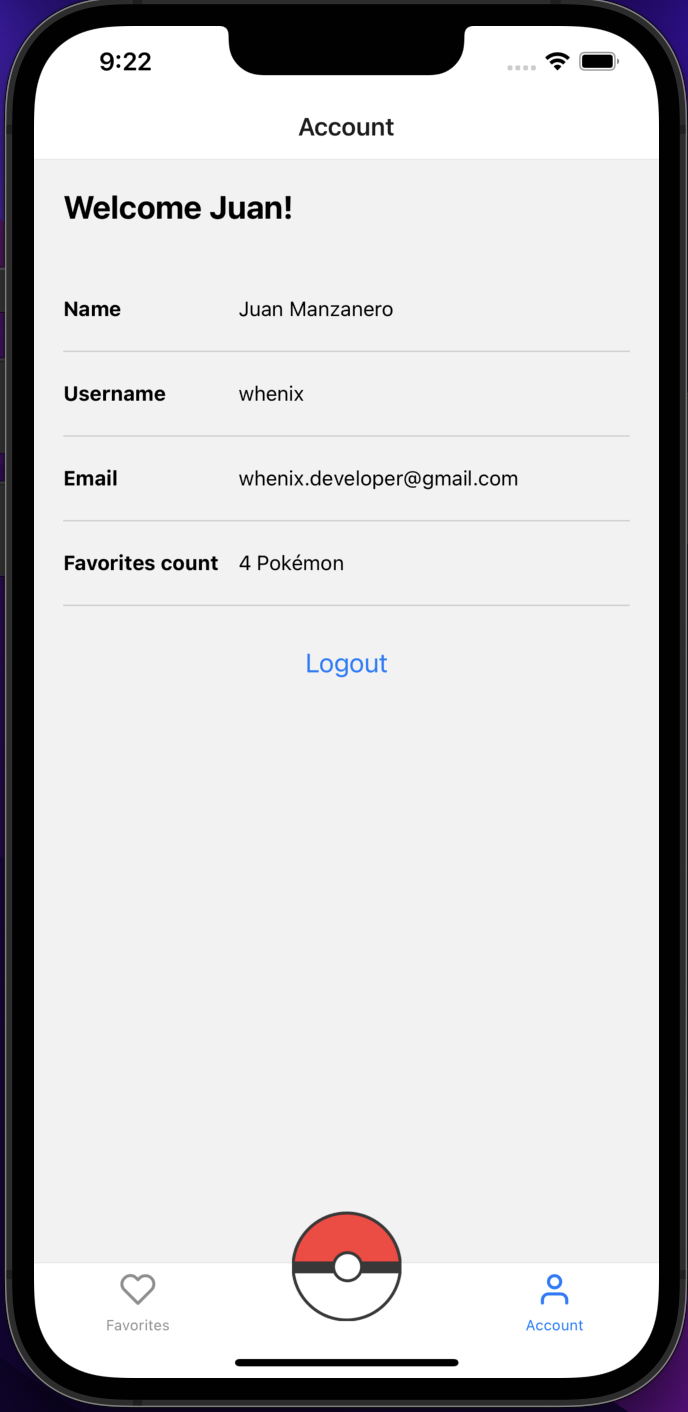 9:22
Account
Welcome Juan!
Name Juan Manzanero
Username whenix
Email whenix.developer@gmail.com
Favorites count 4 Pokémon
Logout
Favorites Account